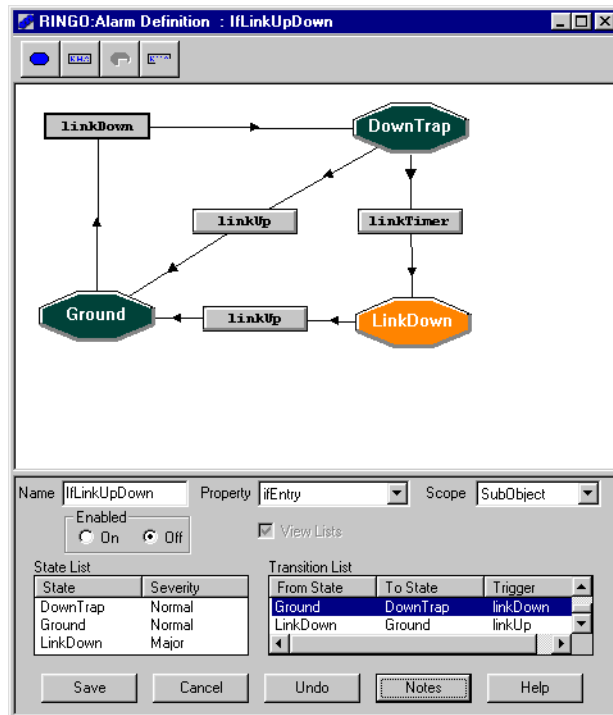 RINGO:Alarm Definition : IfLinkUpDown
linkDown
DownTrap
linkUp
linkTimer
Ground
linkUp
LinkDown
Name IfLinkUpDown Property ifEntry Scope SubObject
Enabled
On Off View Lists
State List Transition List
State Severity From State To State Trigger
DownTrap Normal Ground DownTrap linkDown
Ground Normal LinkDown Ground linkUp
LinkDown Major
Save Cancel Undo Notes Help